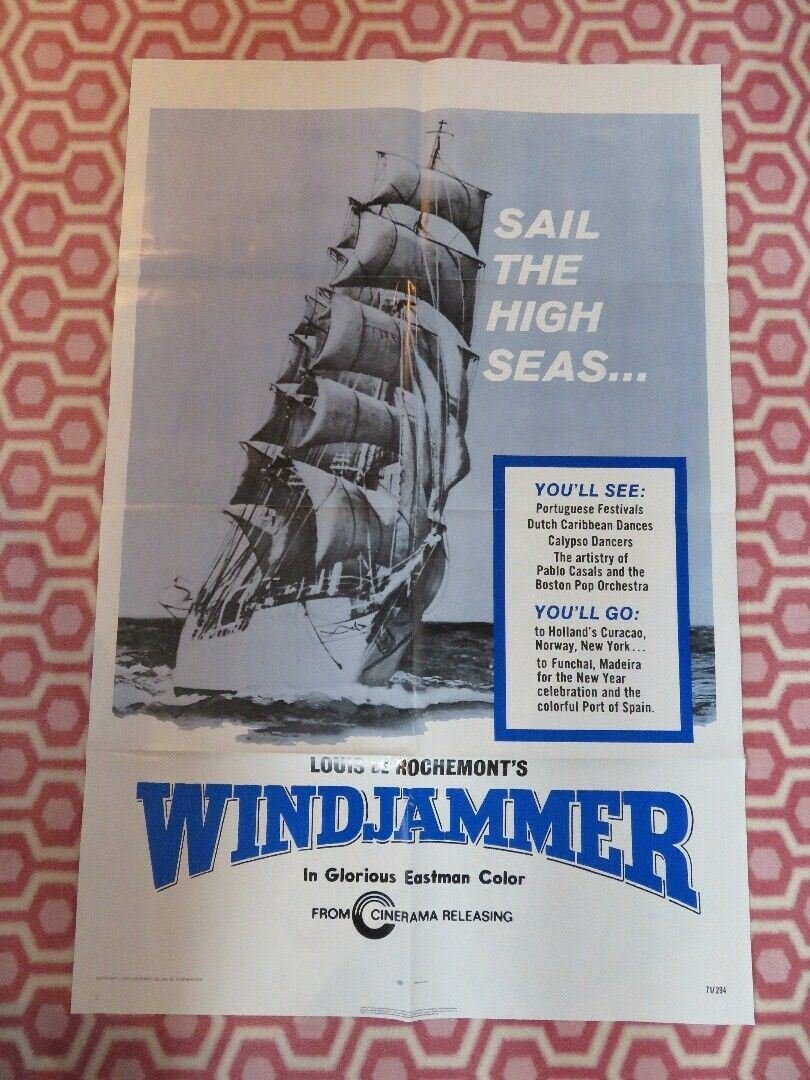 SAIL
THE
HIGH
SEAS...
YOU'LL SEE:
Portuguese Festivals
Dutch Caribbean Dances
Calypso Dancers
The artistry of
Pablo Casals and the
Boston Pop Orchestra
YOU'LL GO:
to Holland's Curacao,
Norway, New York...
to Funchal, Madeira
for the New Year
celebration and the
colorful Port of Spain.
LOUIS de ROCHEMONT'S
WINDJAMMER
In Glorious Eastman Color
FROM CINERAMA RELEASING
71/294